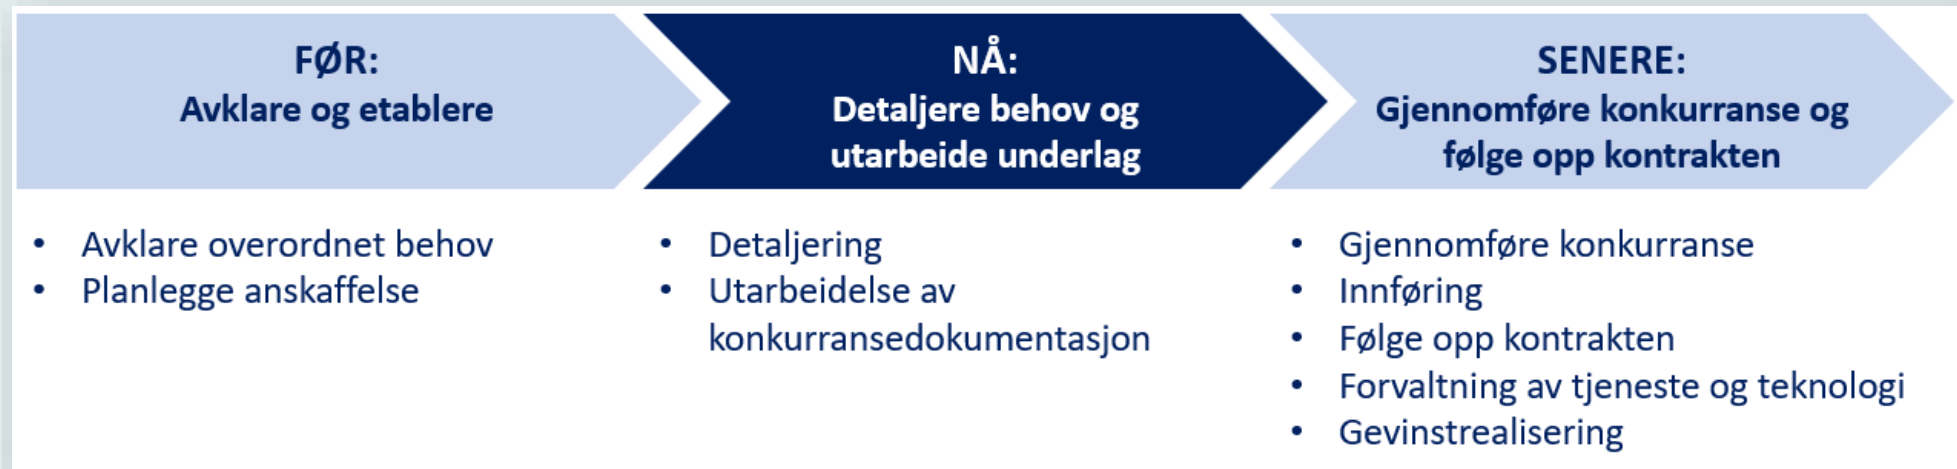 FØR:
Avklare og etablere
• Avklare overordnet behov
• Planlegge anskaffelse
NÅ:
Detaljere behov og
utarbeide underlag
• Detaljering
• Utarbeidelse av
konkurransedokumentasjon
SENERE:
Gjennomføre konkurranse og
følge opp kontrakten
• Gjennomføre konkurranse
• Innføring
• Følge opp kontrakten
• Forvaltning av tjeneste og teknologi
• Gevinstrealisering